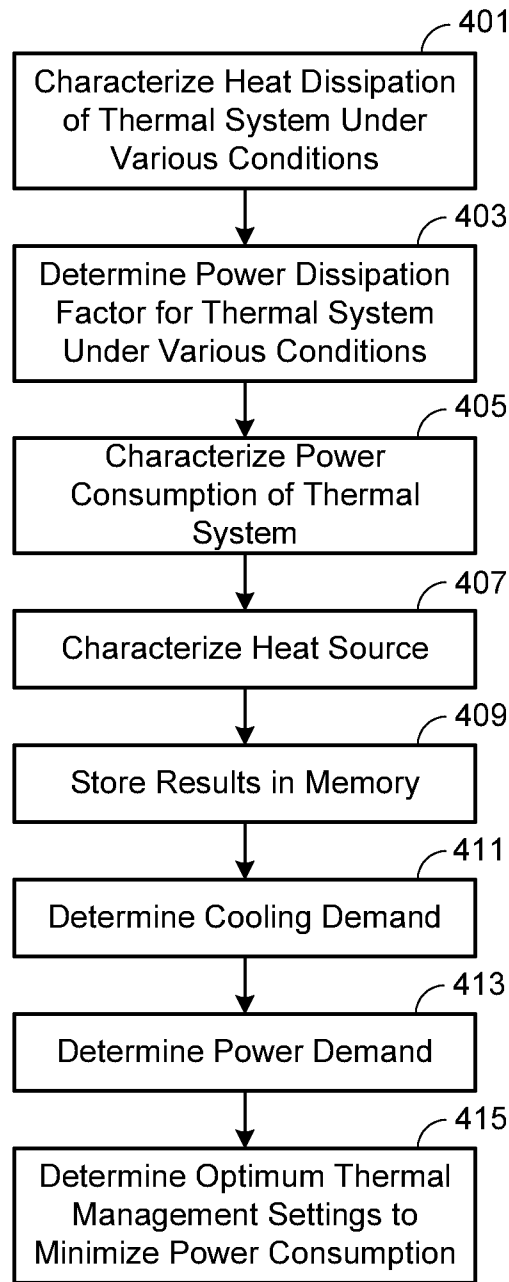 401
Characterize Heat Dissipation
of Thermal System Under
Various Conditions
403
Determine Power Dissipation
Factor for Thermal System
Under Various Conditions
405
Characterize Power
Consumption of Thermal
System
407
Characterize Heat Source
409
Store Results in Memory
411
Determine Cooling Demand
413
Determine Power Demand
415
Determine Optimum Thermal
Management Settings to
Minimize Power Consumption